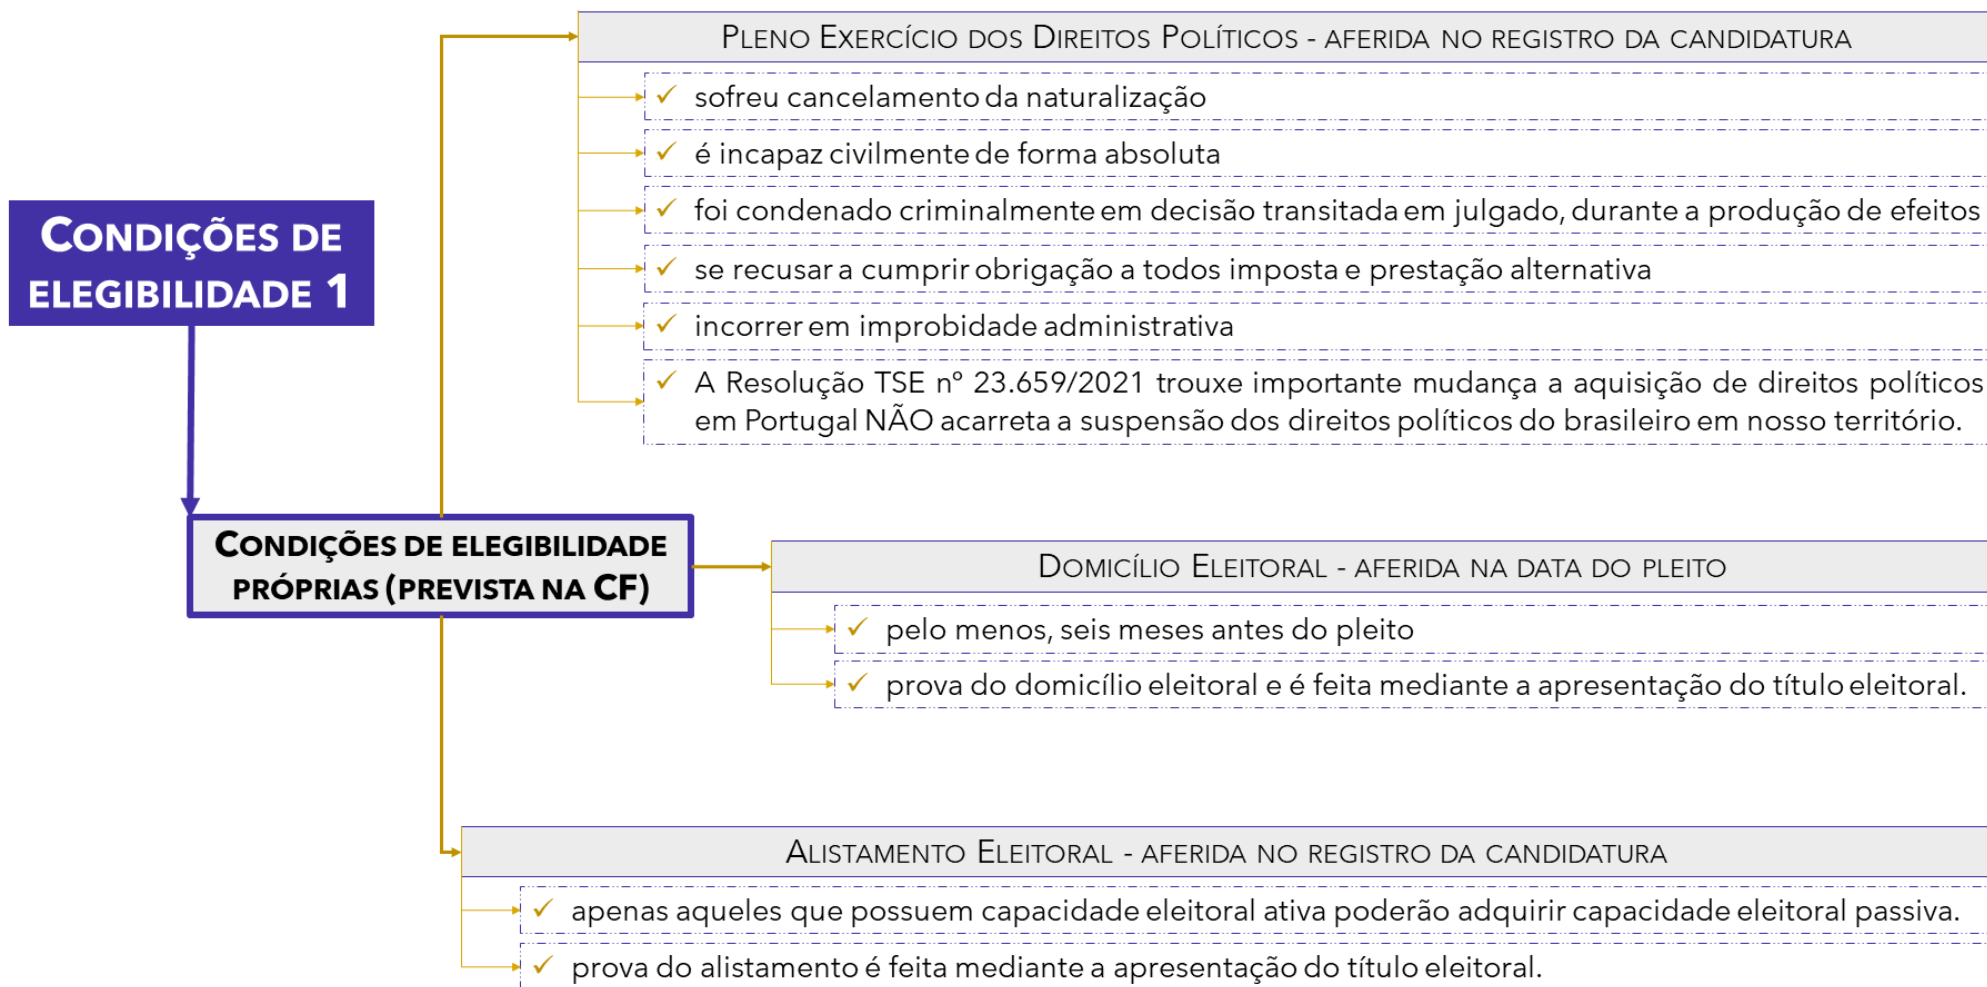 CONDIÇÕES DE
ELEGIBILIDADE 1
PLENO EXERCÍCIO DOS DIREITOS POLÍTICOS - AFERIDA NO REGISTRO DA CANDIDATURA
✓ sofreu cancelamento da naturalização
✓ é incapaz civilmente de forma absoluta
✓ foi condenado criminalmente em decisão transitada em julgado, durante a produção de efeitos
✓ se recusar a cumprir obrigação a todos imposta e prestação alternativa
✓ incorrer em improbidade administrativa
✓ A Resolução TSE nº 23.659/2021 trouxe importante mudança a aquisição de direitos políticos
em Portugal NÃO acarreta a suspensão dos direitos políticos do brasileiro em nosso território.
CONDIÇÕES DE ELEGIBILIDADE
PRÓPRIAS (PREVISTA NA CF)
DOMICÍLIO ELEITORAL - AFERIDA NA DATA DO PLEITO
✓ pelo menos, seis meses antes do pleito
✓ prova do domicílio eleitoral e é feita mediante a apresentação do título eleitoral.
ALISTAMENTO ELEITORAL - AFERIDA NO REGISTRO DA CANDIDATURA
✓ apenas aqueles que possuem capacidade eleitoral ativa poderão adquirir capacidade eleitoral passiva.
✓ prova do alistamento é feita mediante a apresentação do título eleitoral.